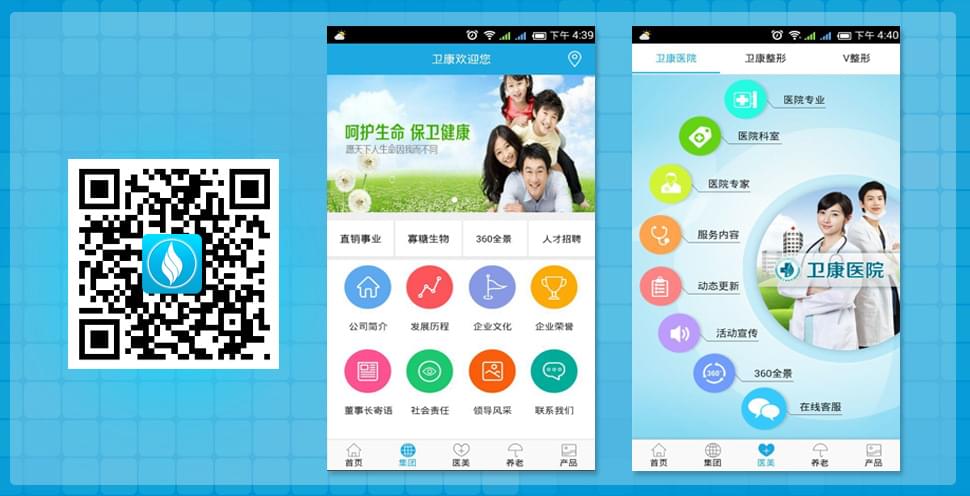 下午 4:39
卫康欢迎您
呵护生命 保卫健康
愿天下人生命因我而不同
直销事业 寡糖生物 360全景 人才招聘
公司简介 发展历程 企业文化 企业荣誉
董事长寄语 社会责任 领导风采 联系我们
首页 集团 医美 养老 产品
下午 4:40
卫康医院 卫康整形 V整形
医院专业
医院科室
医院专家
服务内容
动态更新
活动宣传
360°
360全景
在线客服
卫康医院
首页 集团 医美 养老 产品